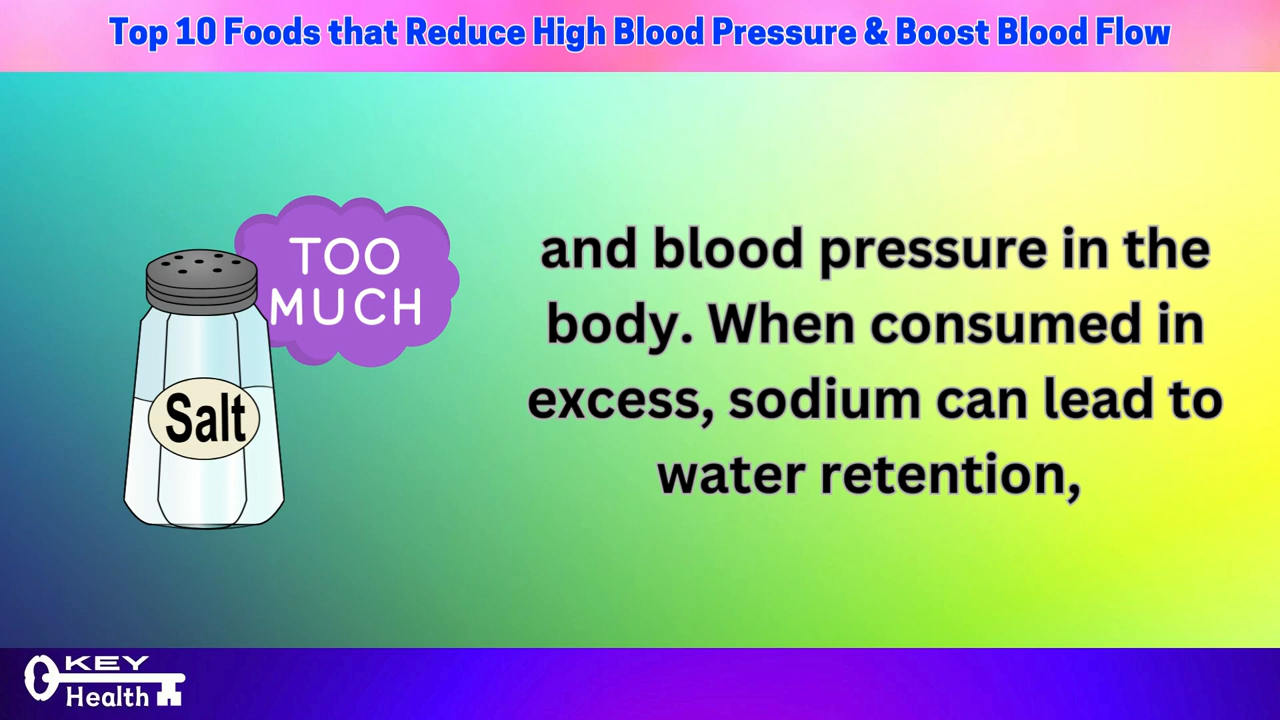 Top 10 Foods that Reduce High Blood Pressure & Boost Blood Flow
TOO
MUCH
Salt
and blood pressure in the
body. When consumed in
excess, sodium can lead to
water retention,
KEY
Health